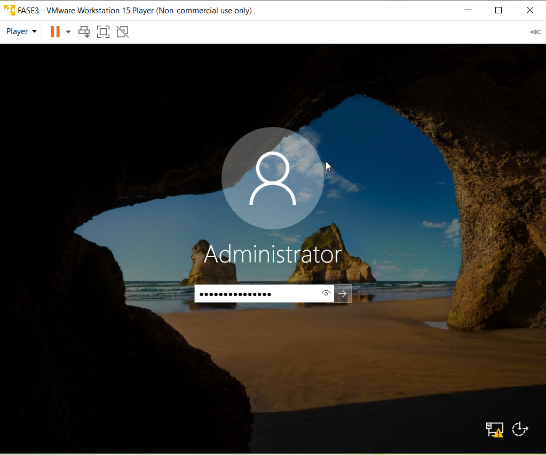 FASE3 - VMware Workstation 15 Player (Non-commercial use only)
Player
Administrator